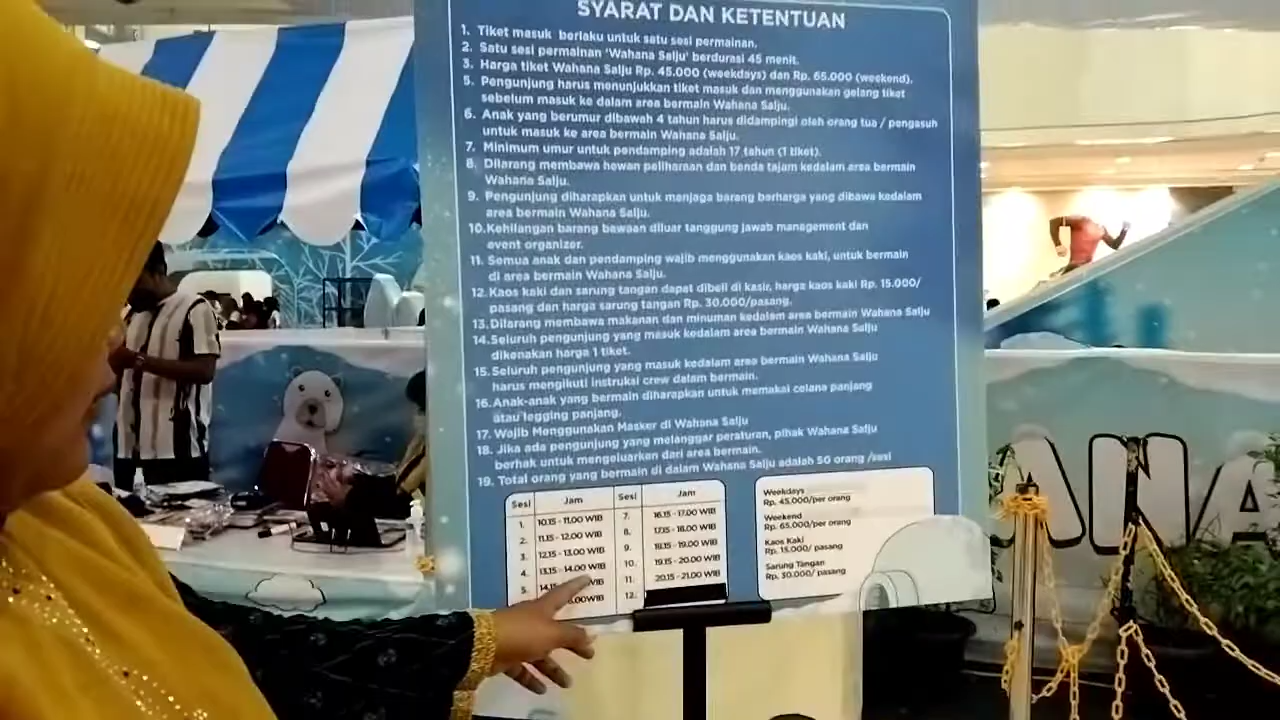 SYARAT DAN KETENTUAN
1. Tiket masuk berlaku untuk satu sesi permainan.
2. Satu sesi permainan 'Wahana Salju' berdurasi 45 menit.
3. Harga tiket Wahana Salju Rp. 45.000 (weekdays) dan Rp. 65.000 (weekend).
5. Pengunjung harus menunjukkan tiket masuk dan menggunakan gelang tiket
sebelum masuk ke dalam area bermain Wahana Salju.
6. Anak yang berumur dibawah 4 tahun harus didampingi oleh orang tua / pengasuh
untuk masuk ke area bermain Wahana Salju.
7. Minimum umur untuk pendamping adalah 17 tahun (1 tiket).
8. Dilarang membawa hewan peliharaan dan benda tajam kedalam area bermain
Wahana Salju.
9. Pengunjung diharapkan untuk menjaga barang berharga yang dibawa kedalam
area bermain Wahana Salju.
10. Kehilangan barang bawaan diluar tanggung jawab management dan
event organizer.
11. Semua anak dan pendamping wajib menggunakan kaos kaki, untuk bermain
di area bermain Wahana Salju.
12. Kaos kaki dan sarung tangan dapat dibeli di kasir, harga kaos kaki Rp. 15.000/
pasang dan harga sarung tangan Rp. 30.000/pasang.
13. Dilarang membawa makanan dan minuman kedalam area bermain Wahana Salju
14. Seluruh pengunjung yang masuk kedalam area bermain Wahana Salju
dikenakan harga 1 tiket.
15. Seluruh pengunjung yang masuk kedalam area bermain Wahana Salju
harus mengikuti instruksi crew dalam bermain.
16. Anak-anak yang bermain diharapkan untuk memakai celana panjang
atau legging panjang.
17. Wajib Menggunakan Masker di Wahana Salju
18. Jika ada pengunjung yang melanggar peraturan, pihak Wahana Salju
berhak untuk mengeluarkan dari area bermain.
19. Total orang yang bermain di dalam Wahana Salju adalah 50 orang /sesi
Sesi Jam Sesi Jam
1. 10.15 - 11.00 WIB 7. 16.15 - 17.00 WIB
2. 11.15 - 12.00 WIB 8. 17.15 - 18.00 WIB
3. 12.15 - 13.00 WIB 9. 18.15 - 19.00 WIB
4. 13.15 - 14.00 WIB 10. 19.15 - 20.00 WIB
5. WIB 11. 20.15 - 21.00 WIB
12.
Weekdays
Rp. 45.000/per orang
Weekend
Rp. 65.000/per orang
Kaos Kaki
Rp. 15.000/ pasang
Sarung Tangan
Rp. 30.000/ pasang
ANA